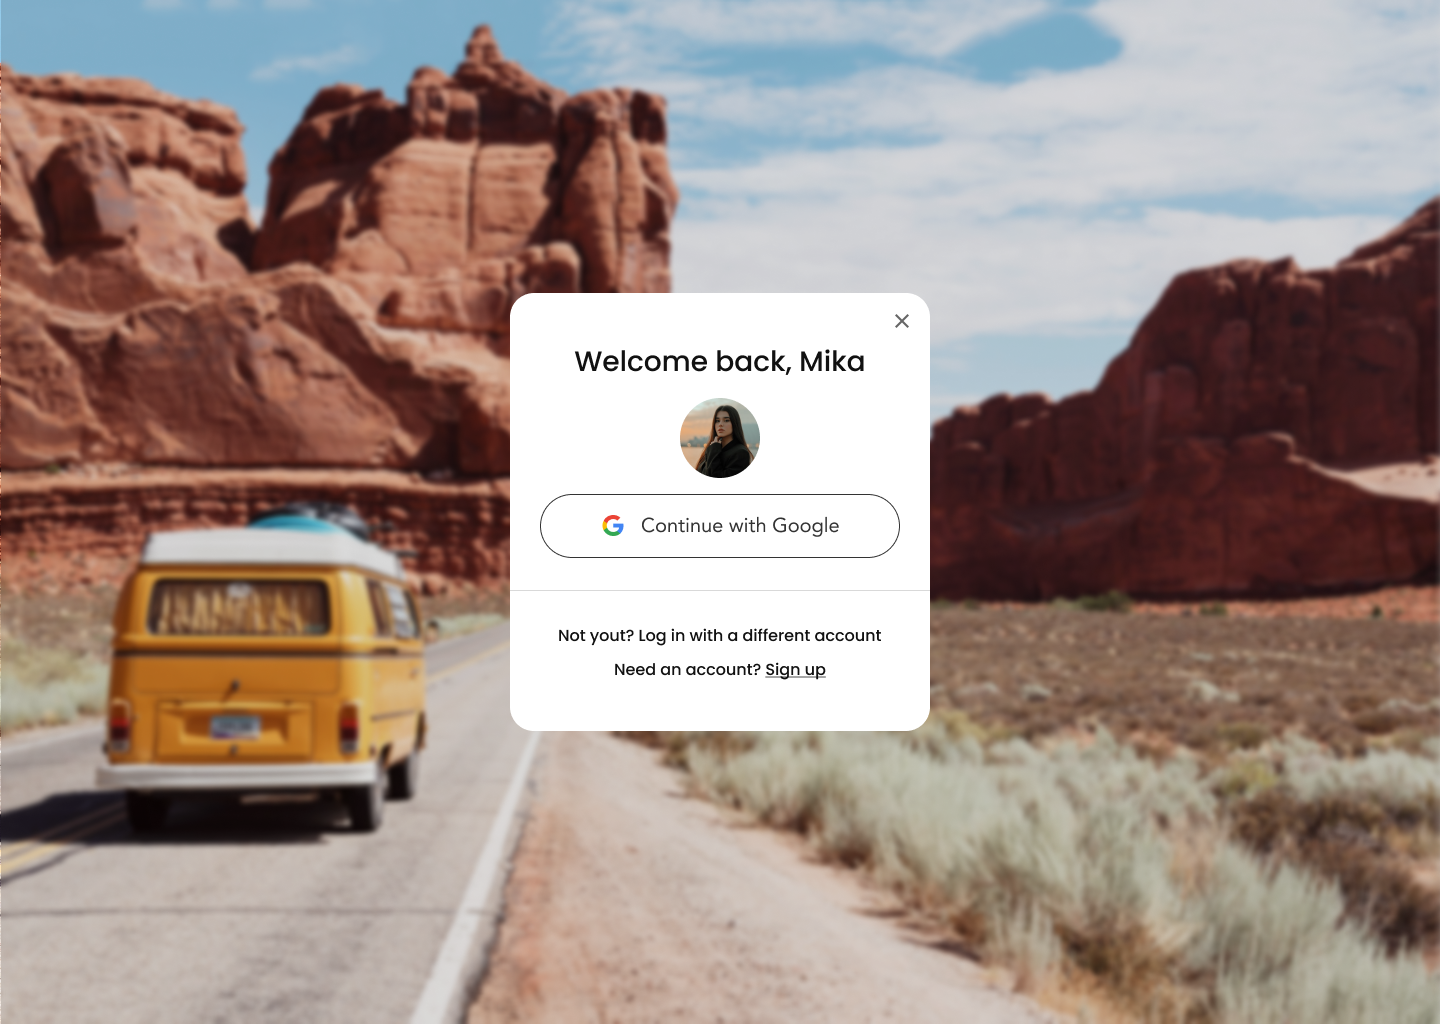 Welcome back, Mika
Continue with Google
Not yout? Log in with a different account
Need an account? Sign up